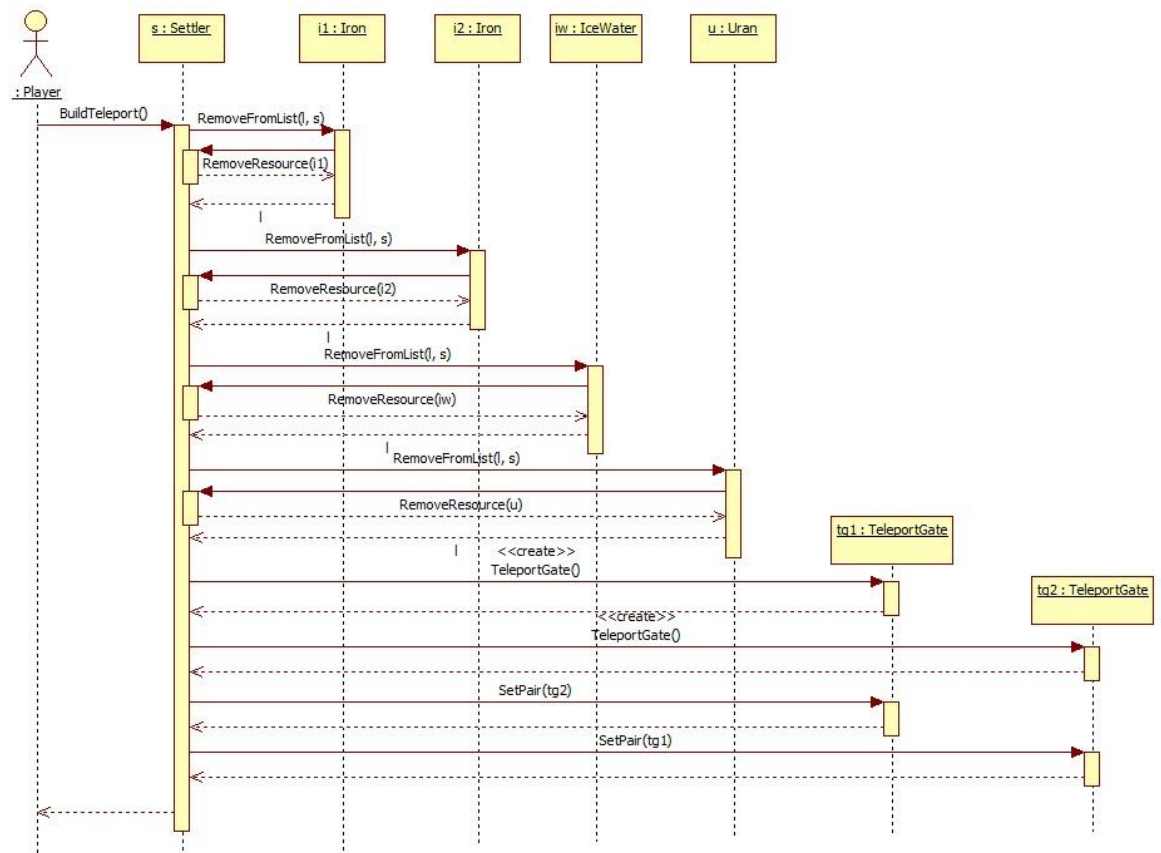 s : Settler
i1 : Iron
i2 : Iron
iw : IceWater
u : Uran
: Player
BuildTeleport()
RemoveFromList(l, s)
RemoveResource(i1)
l
RemoveFromList(l, s)
RemoveResource(i2)
l
RemoveFromList(l, s)
RemoveResource(iw)
l
RemoveFromList(l, s)
RemoveResource(u)
l
tg1 : TeleportGate
<<create>>
TeleportGate()
tg2 : TeleportGate
<<create>>
TeleportGate()
SetPair(tg2)
SetPair(tg1)